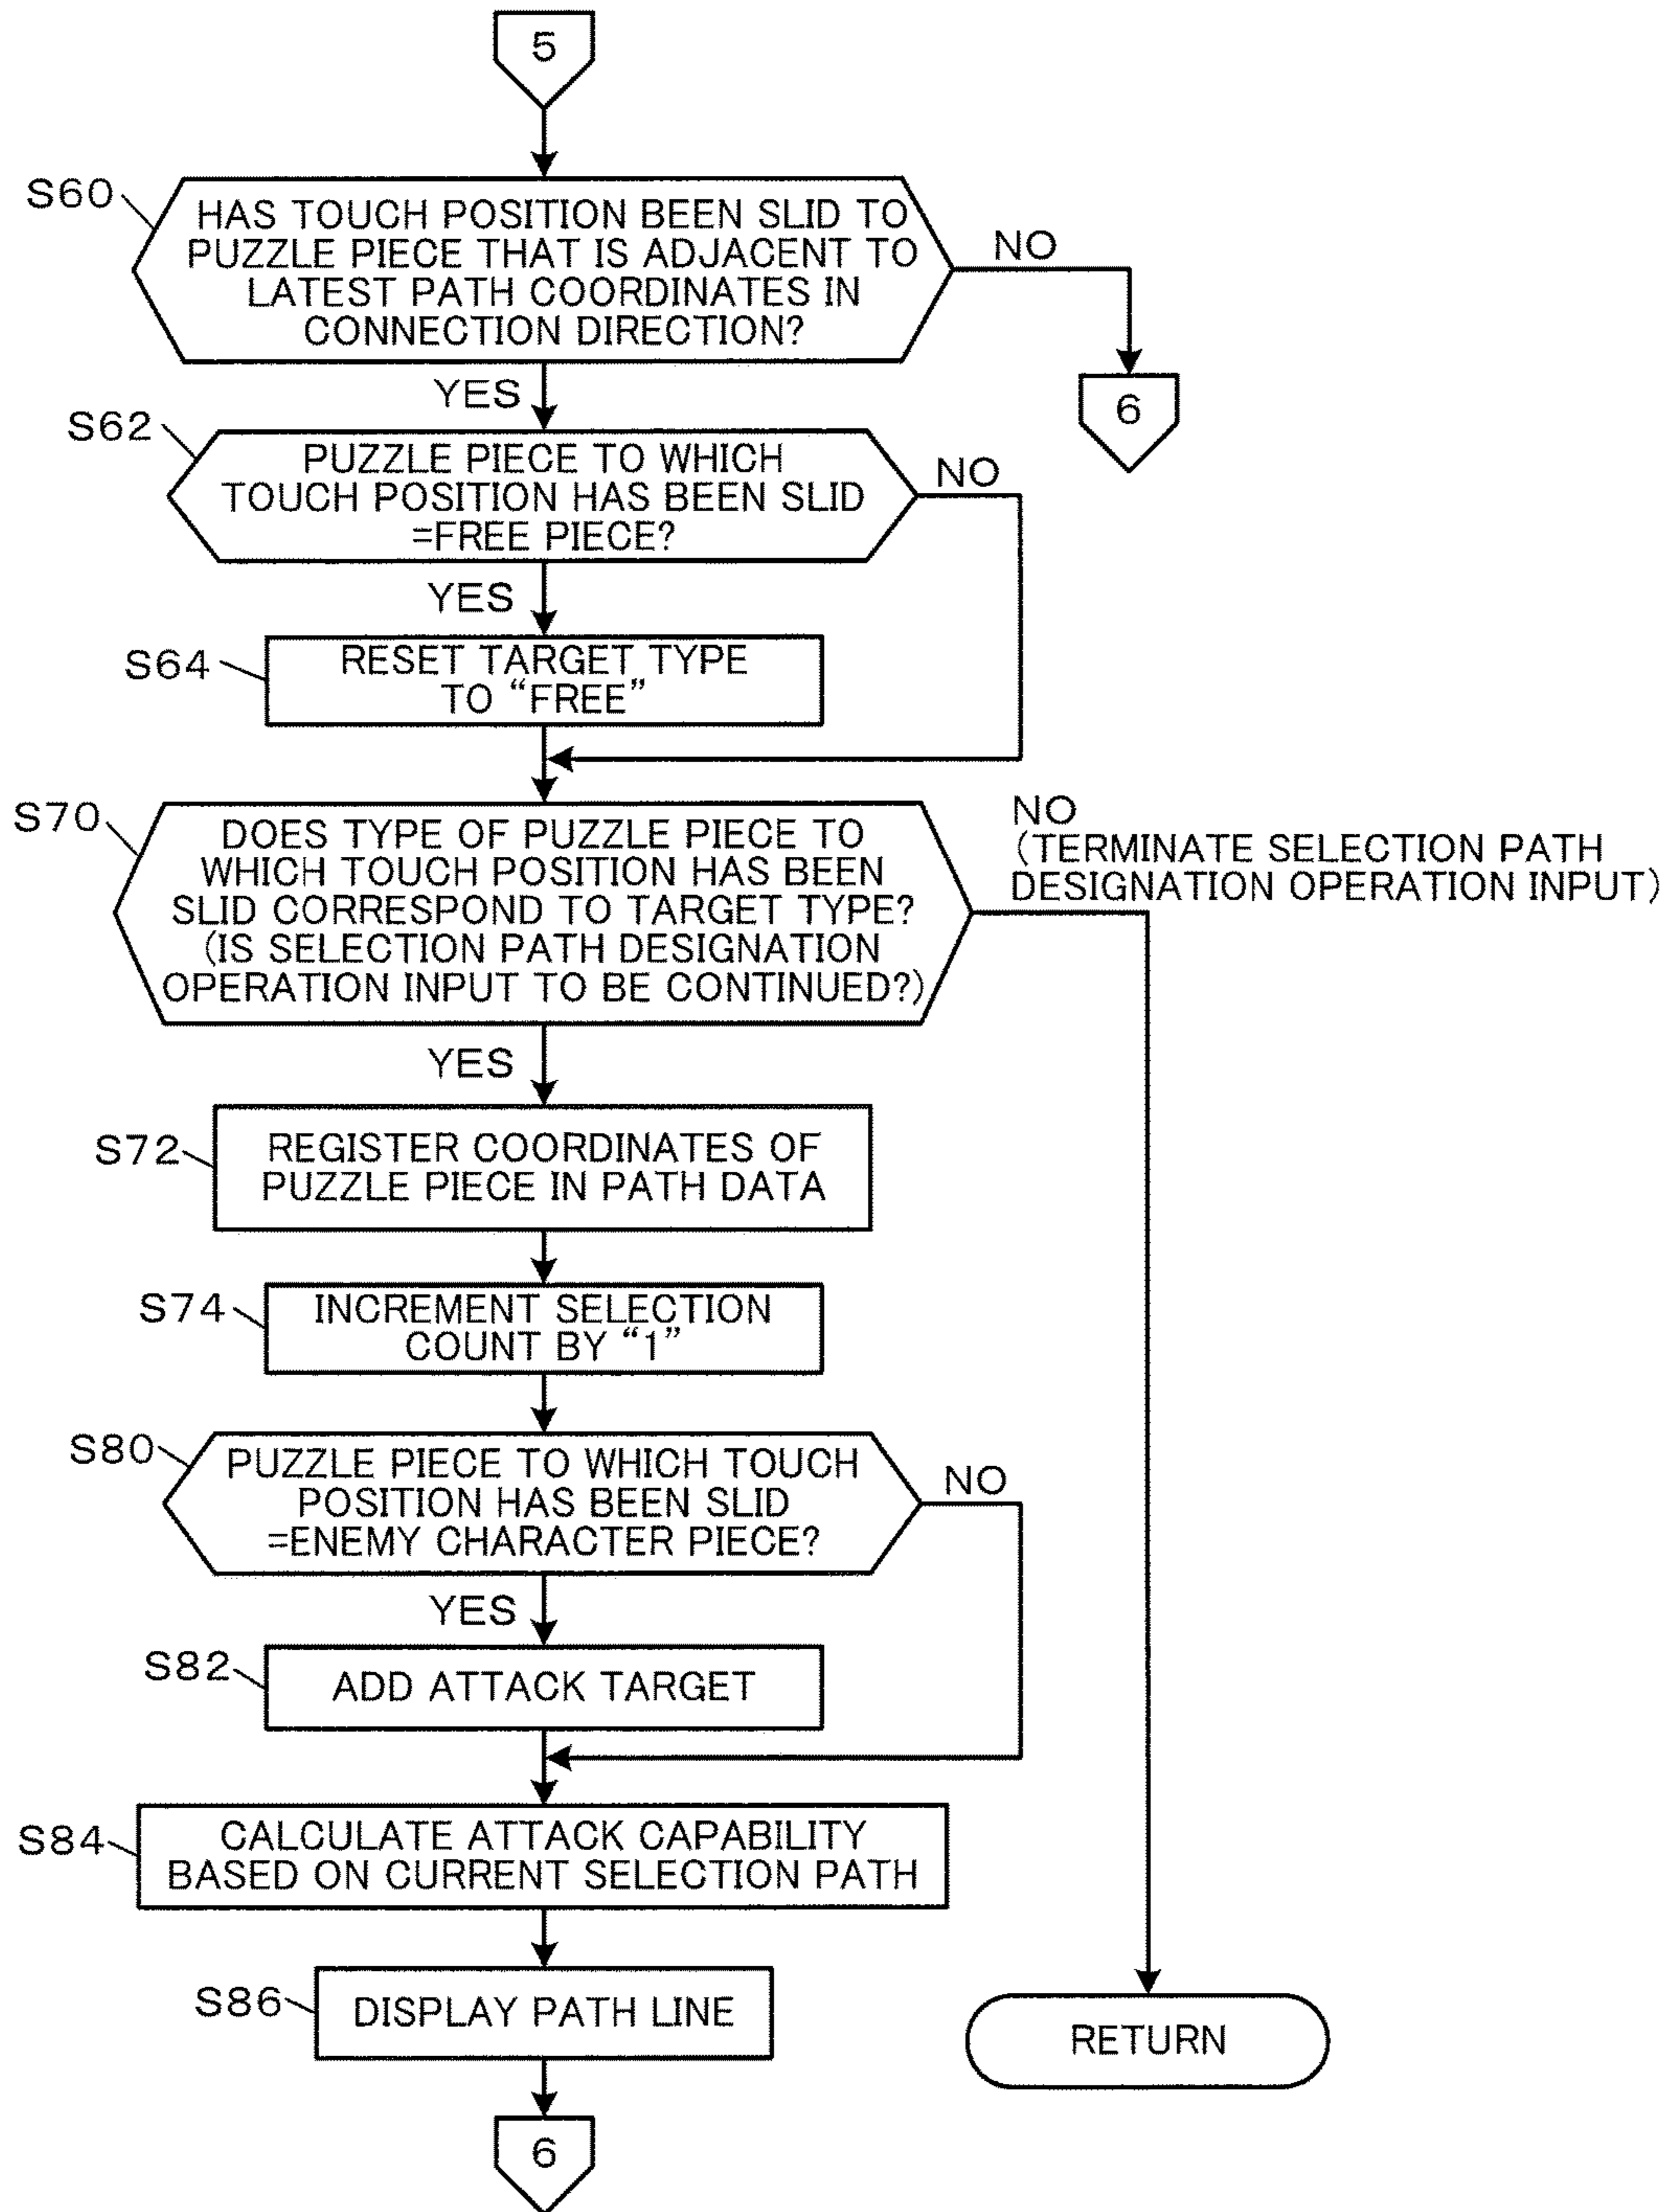 5
S60
HAS TOUCH POSITION BEEN SLID TO
PUZZLE PIECE THAT IS ADJACENT TO
LATEST PATH COORDINATES IN
CONNECTION DIRECTION?
NO
6
YES
S62
PUZZLE PIECE TO WHICH
TOUCH POSITION HAS BEEN SLID
=FREE PIECE?
NO
YES
S64
RESET TARGET TYPE
TO “FREE”
S70
DOES TYPE OF PUZZLE PIECE TO
WHICH TOUCH POSITION HAS BEEN
SLID CORRESPOND TO TARGET TYPE?
(IS SELECTION PATH DESIGNATION
OPERATION INPUT TO BE CONTINUED?)
NO
(TERMINATE SELECTION PATH
DESIGNATION OPERATION INPUT)
YES
S72
REGISTER COORDINATES OF
PUZZLE PIECE IN PATH DATA
S74
INCREMENT SELECTION
COUNT BY “1”
S80
PUZZLE PIECE TO WHICH TOUCH
POSITION HAS BEEN SLID
=ENEMY CHARACTER PIECE?
NO
YES
S82
ADD ATTACK TARGET
S84
CALCULATE ATTACK CAPABILITY
BASED ON CURRENT SELECTION PATH
S86
DISPLAY PATH LINE
RETURN
6